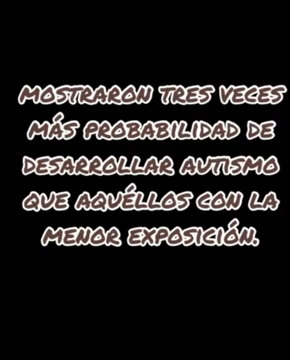 MOSTRARON TRES VECES
MÁS PROBABILIDAD DE
DESARROLLAR AUTISMO
QUE AQUÉLLOS CON LA
MENOR EXPOSICIÓN.